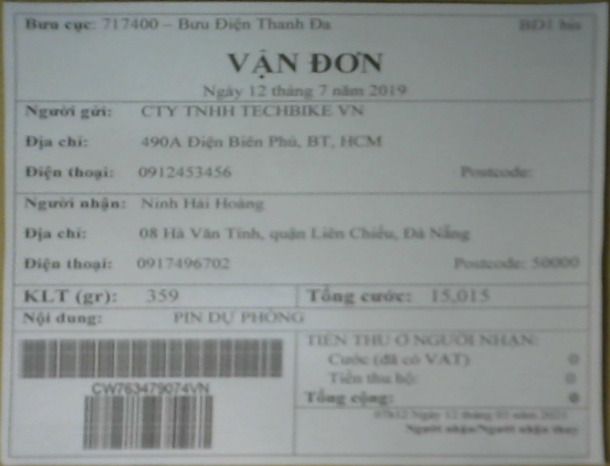 Bưu cục: 717400 – Bưu Điện Thanh Đa BD1 bis
VẬN ĐƠN
Ngày 12 tháng 7 năm 2019
Người gửi: CTY TNHH TECHBIKE VN
Địa chỉ: 490A Điện Biên Phủ, BT, HCM
Điện thoại: 0912453456 Postcode:
Người nhận: Ninh Hải Hoàng
Địa chỉ: 08 Hà Văn Tính, quận Liên Chiểu, Đà Nẵng
Điện thoại: 0917496702 Postcode: 50000
KLT (gr): 359 Tổng cước: 15,015
Nội dung: PIN DỰ PHÒNG
TIỀN THU Ở NGƯỜI NHẬN:
Cước (đã có VAT) 0
Tiền thu hộ: 0
Tổng cộng: 0
CW763479074VN
Ngày 12 tháng 03 năm
Người nhận/Người nhận thay